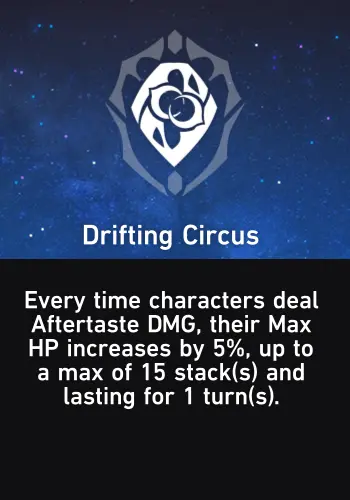 Drifting Circus
Every time characters deal
Aftertaste DMG, their Max
HP increases by 5%, up to
a max of 15 stack(s) and
lasting for 1 turn(s).